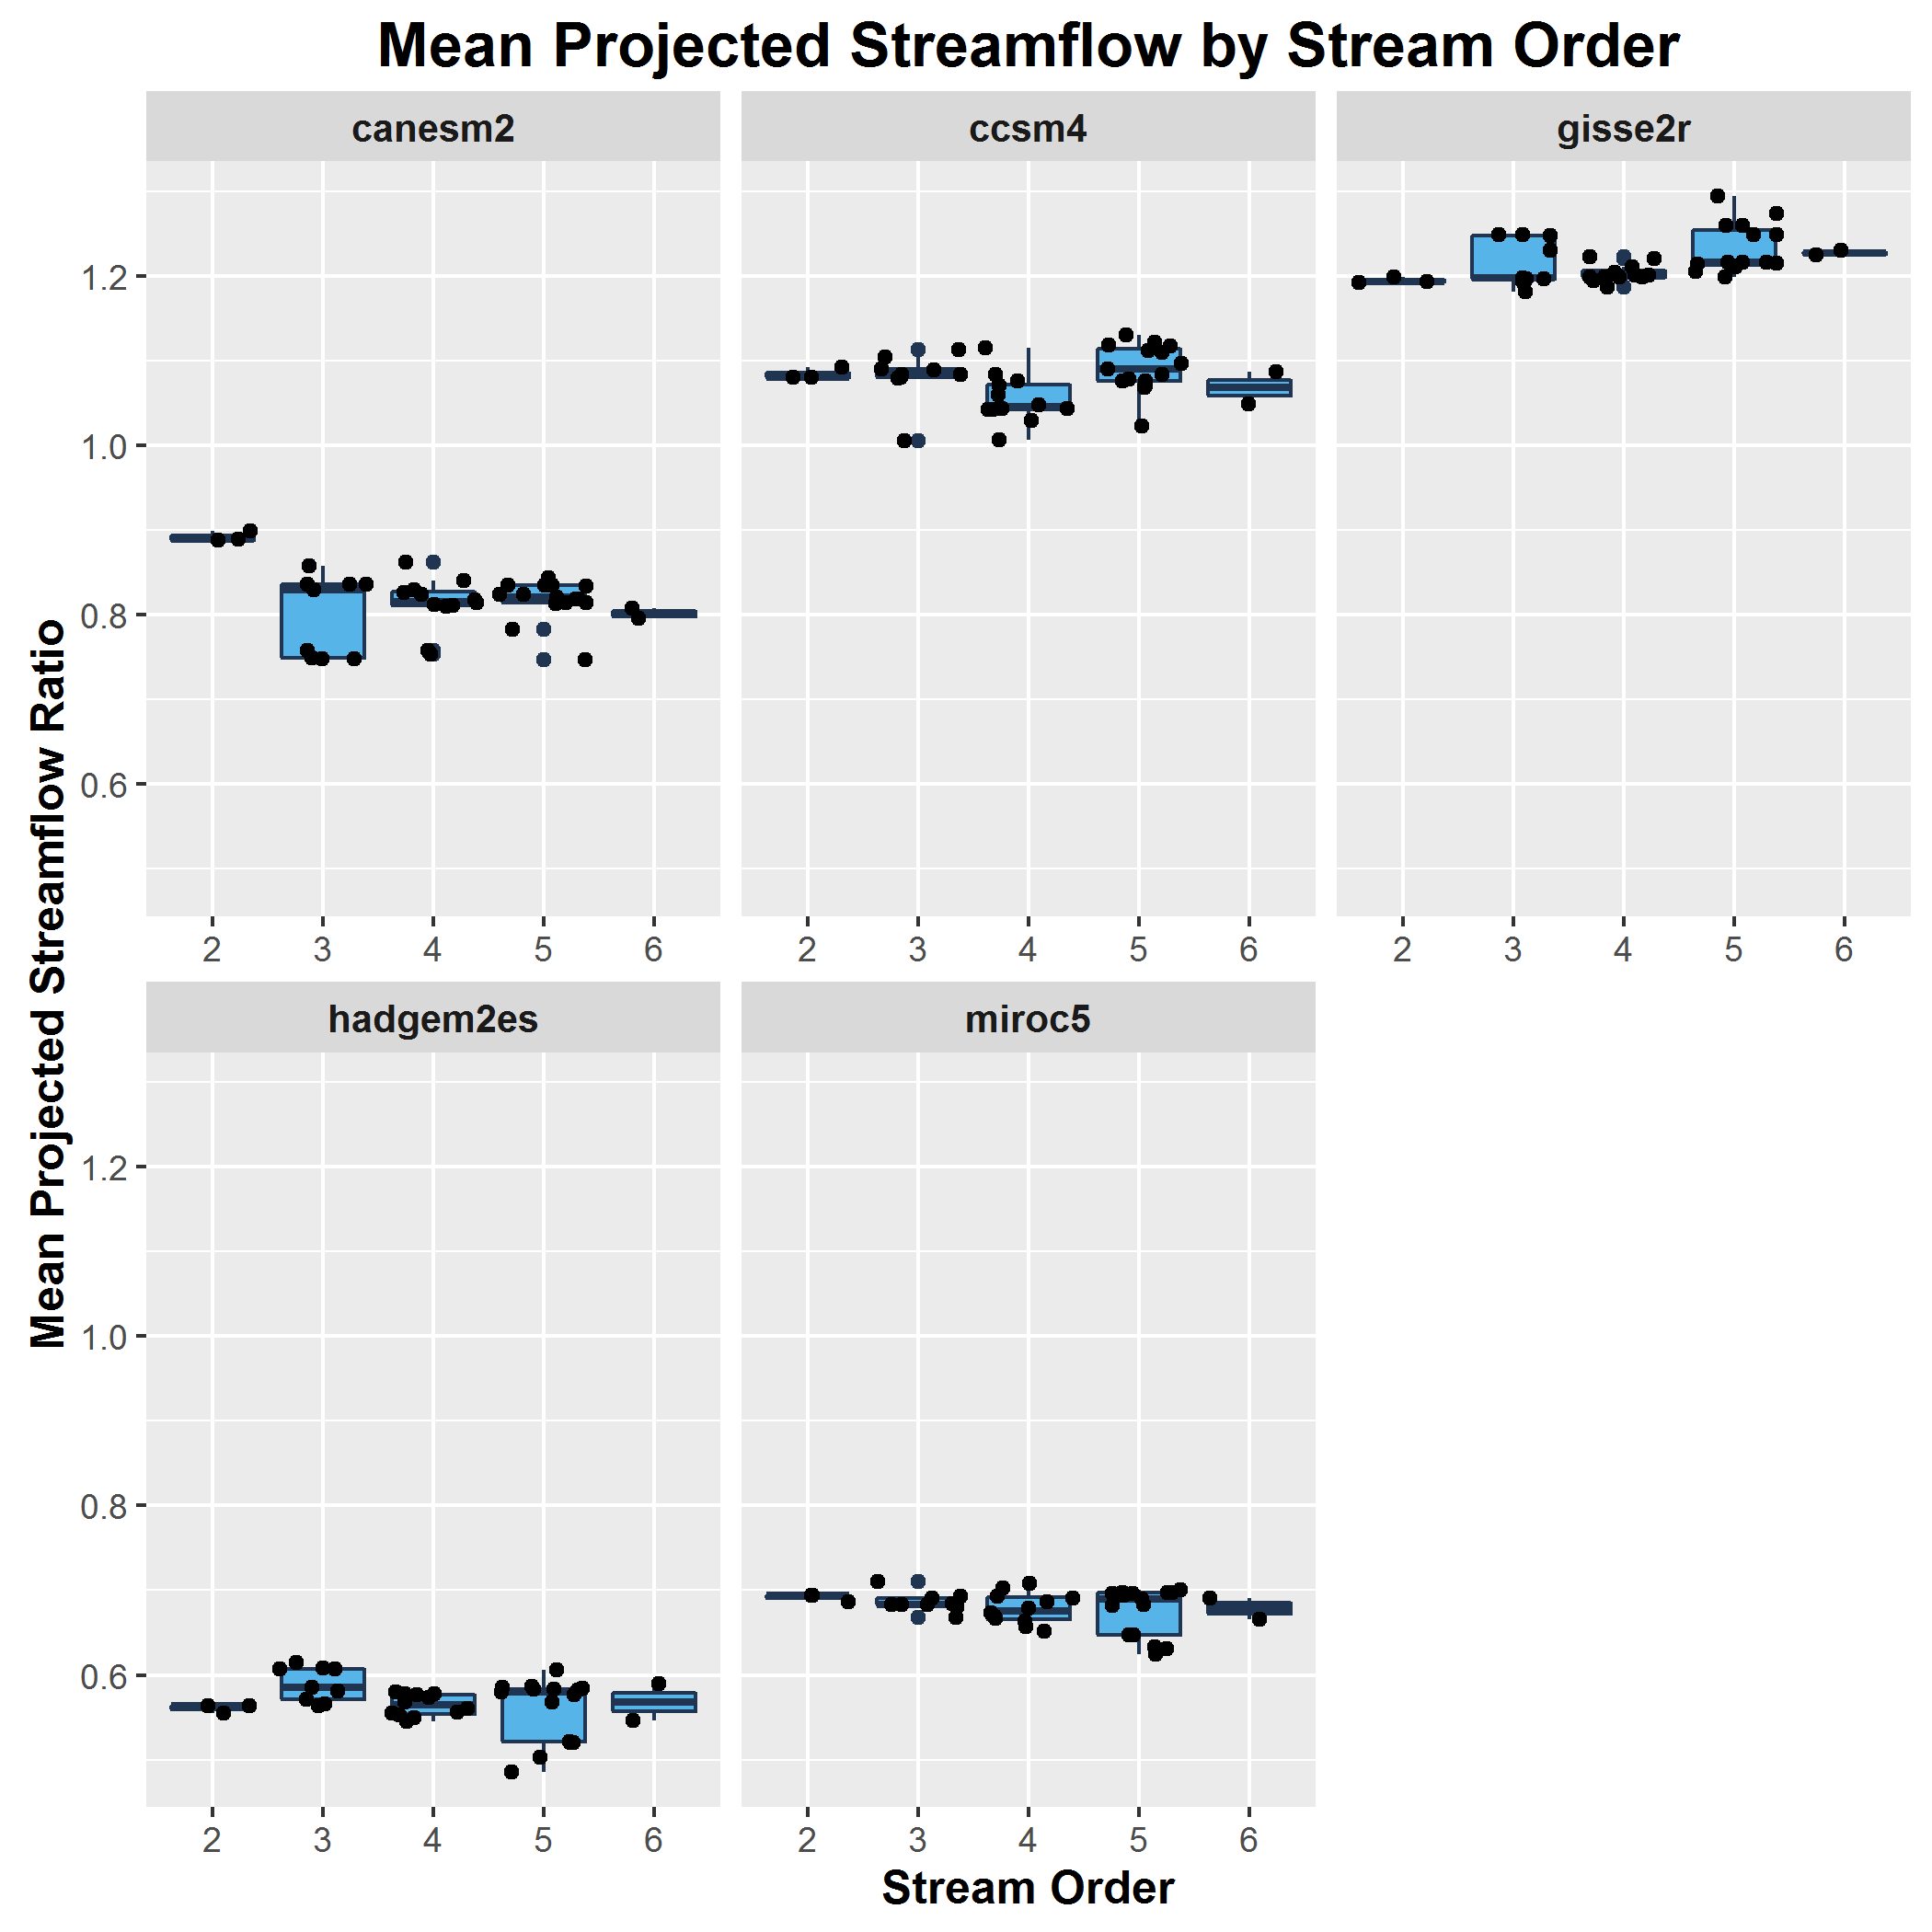 Mean Projected Streamflow by Stream Order
canesm2
ccsm4
gisse2r
Mean Projected Streamflow Ratio
1.2
1.0
0.8
0.6
2 3 4 5 6
2 3 4 5 6
2 3 4 5 6
hadgem2es
miroc5
1.2
1.0
0.8
0.6
2 3 4 5 6
2 3 4 5 6
Stream Order